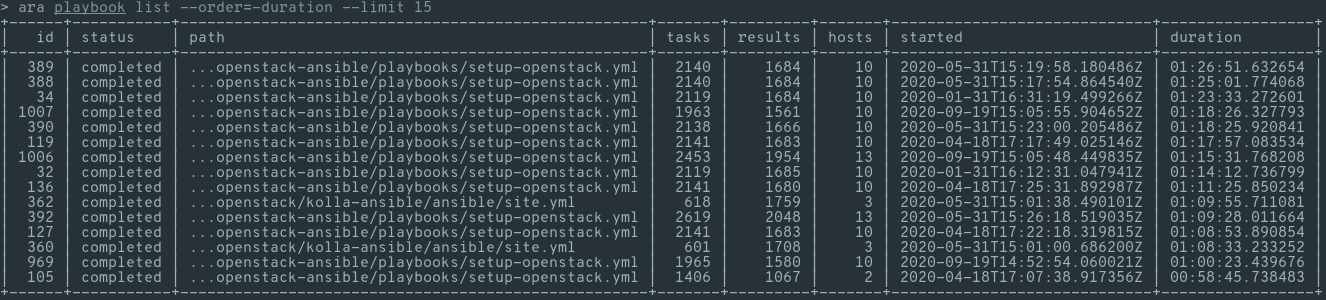 > ara playbook list --order=-duration --limit 15
| id | status | path | tasks | results | hosts | started | duration |
| 389 | completed | ...openstack-ansible/playbooks/setup-openstack.yml | 2140 | 1684 | 10 | 2020-05-31T15:19:58.180486Z | 01:26:51.632654 |
| 388 | completed | ...openstack-ansible/playbooks/setup-openstack.yml | 2140 | 1684 | 10 | 2020-05-31T15:17:54.864540Z | 01:25:01.774068 |
| 34 | completed | ...openstack-ansible/playbooks/setup-openstack.yml | 2119 | 1684 | 10 | 2020-01-31T16:31:19.499266Z | 01:23:33.272601 |
| 1007 | completed | ...openstack-ansible/playbooks/setup-openstack.yml | 1963 | 1561 | 10 | 2020-09-19T15:05:55.904652Z | 01:18:26.327793 |
| 390 | completed | ...openstack-ansible/playbooks/setup-openstack.yml | 2138 | 1666 | 10 | 2020-05-31T15:23:00.205486Z | 01:18:25.920841 |
| 119 | completed | ...openstack-ansible/playbooks/setup-openstack.yml | 2141 | 1683 | 10 | 2020-04-18T17:17:49.025146Z | 01:17:57.083534 |
| 1006 | completed | ...openstack-ansible/playbooks/setup-openstack.yml | 2453 | 1954 | 13 | 2020-09-19T15:05:48.449835Z | 01:15:31.768208 |
| 32 | completed | ...openstack-ansible/playbooks/setup-openstack.yml | 2119 | 1685 | 10 | 2020-01-31T16:12:31.047941Z | 01:14:12.736799 |
| 136 | completed | ...openstack-ansible/playbooks/setup-openstack.yml | 2141 | 1680 | 10 | 2020-04-18T17:25:31.892987Z | 01:11:25.850234 |
| 362 | completed | ...openstack/kolla-ansible/ansible/site.yml | 618 | 1759 | 3 | 2020-05-31T15:01:38.490101Z | 01:09:55.711081 |
| 392 | completed | ...openstack-ansible/playbooks/setup-openstack.yml | 2619 | 2048 | 13 | 2020-05-31T15:26:18.519035Z | 01:09:28.011664 |
| 127 | completed | ...openstack-ansible/playbooks/setup-openstack.yml | 2141 | 1683 | 10 | 2020-04-18T17:22:18.319815Z | 01:08:53.890854 |
| 360 | completed | ...openstack/kolla-ansible/ansible/site.yml | 601 | 1708 | 3 | 2020-05-31T15:01:00.686200Z | 01:08:33.233252 |
| 969 | completed | ...openstack-ansible/playbooks/setup-openstack.yml | 1965 | 1580 | 10 | 2020-09-19T14:52:54.060021Z | 01:00:23.439676 |
| 105 | completed | ...openstack-ansible/playbooks/setup-openstack.yml | 1406 | 1067 | 2 | 2020-04-18T17:07:38.917356Z | 00:58:45.738483 |